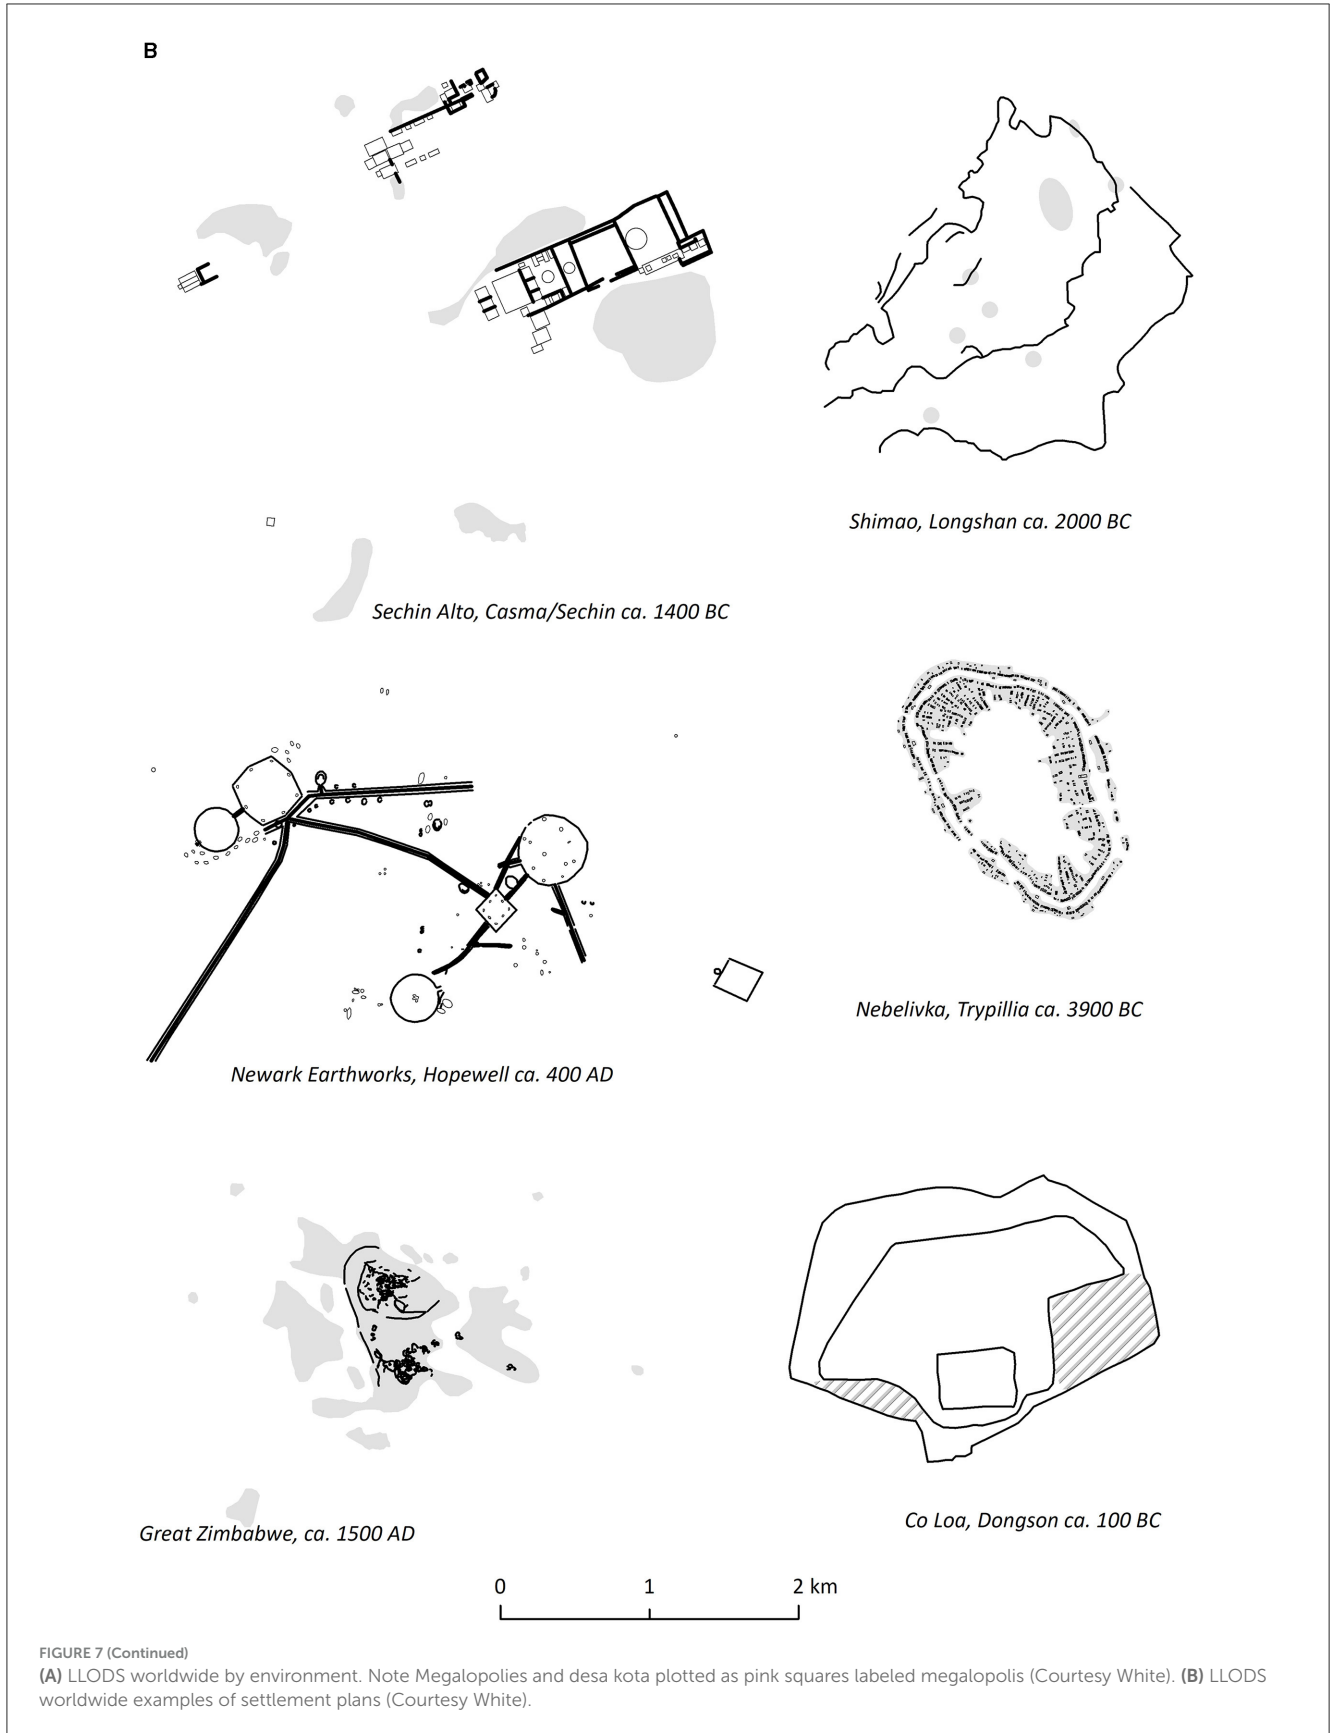 B
Shimao, Longshan ca. 2000 BC
Sechin Alto, Casma/Sechin ca. 1400 BC
Nebelivka, Trypillia ca. 3900 BC
Newark Earthworks, Hopewell ca. 400 AD
Co Loa, Dongson ca. 100 BC
Great Zimbabwe, ca. 1500 AD
0 1 2 km
FIGURE 7 (Continued)
(A) LLODS worldwide by environment. Note Megalopolies and desa kota plotted as pink squares labeled megalopolis (Courtesy White). (B) LLODS
worldwide examples of settlement plans (Courtesy White).